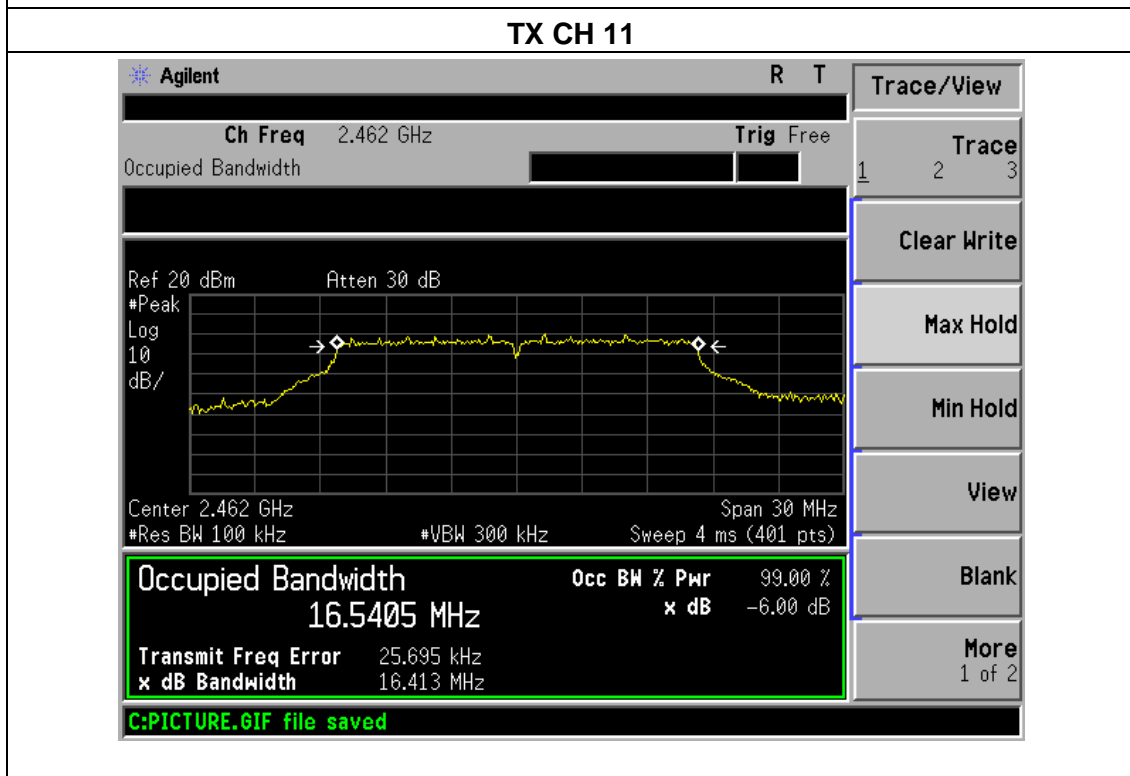 TX CH 11
Agilent R T
Trace/View
Ch Freq 2.462 GHz Trig Free
Occupied Bandwidth
Trace
1 2 3
Clear Write
Ref 20 dBm Atten 30 dB
#Peak
Log
10
dB/
Max Hold
Min Hold
View
Center 2.462 GHz Span 30 MHz
#Res BW 100 kHz #VBW 300 kHz Sweep 4 ms (401 pts)
Occupied Bandwidth Occ BW % Pwr 99.00 %
16.5405 MHz x dB -6.00 dB
Blank
Transmit Freq Error 25.695 kHz
x dB Bandwidth 16.413 MHz
More
1 of 2
C:PICTURE.GIF file saved